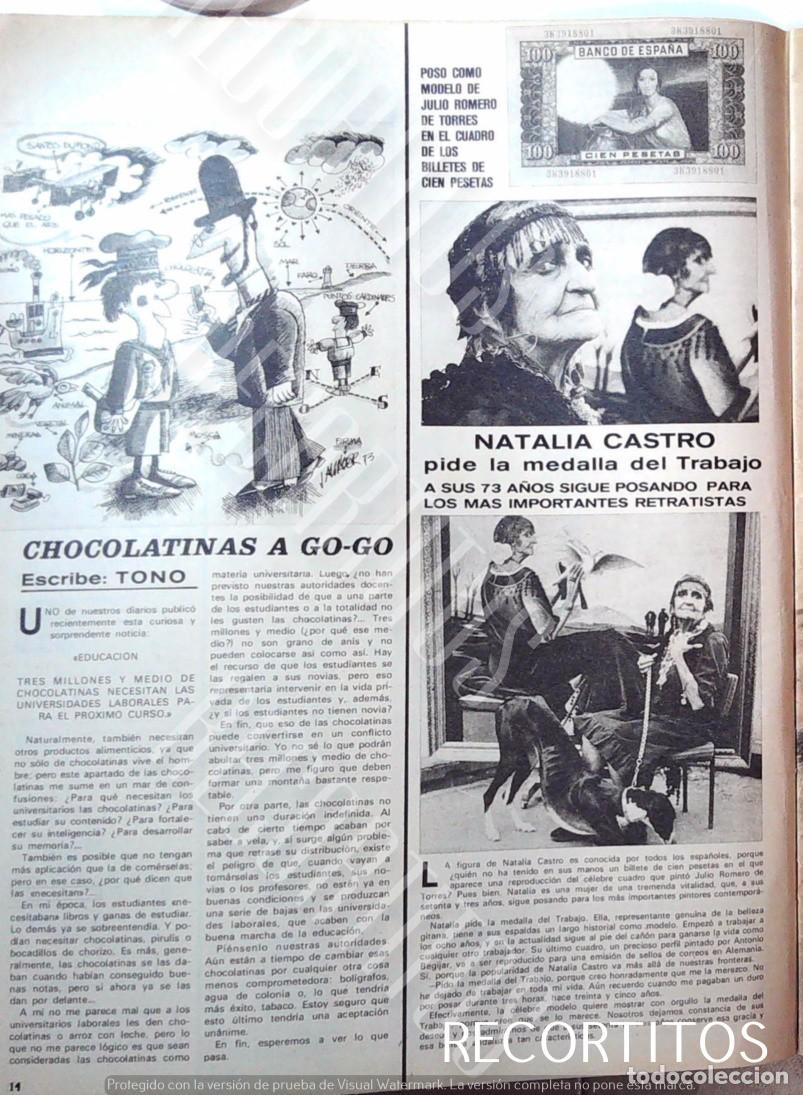 SANTOS DUMONT
MAS PESADO
QUE EL AIRE
HORIZONTE
SOL
MAR
FARO
TIERRA
PUNTOS CARDINALES
N
E
O
S
ANIMAL
VEGETAL
MINERAL
MOSCA
FIRMA
CHOCOLATINAS A GO-GO
Escribe: TONO
UNO de nuestros diarios publicó
recientemente esta curiosa y
sorprendente noticia:
«EDUCACION
TRES MILLONES Y MEDIO DE
CHOCOLATINAS NECESITAN LAS
UNIVERSIDADES LABORALES PA-
RA EL PROXIMO CURSO.»
Naturalmente, también necesitan
otros productos alimenticios, ya que
no sólo de chocolatinas vive el hom-
bre; pero este apartado de las choco-
latinas me sume en un mar de con-
fusiones: ¿Para qué necesitan los
universitarios las chocolatinas? ¿Para
estudiar su contenido? ¿Para fortale-
cer su inteligencia? ¿Para desarrollar
su memoria?...
También es posible que no tengan
más aplicación que la de comérselas;
pero en ese caso, ¿por qué dicen que
las «necesitan»?...
En mi época, los estudiantes «ne-
cesitaban» libros y ganas de estudiar.
Lo demás ya se sobreentendía. Y po-
dían necesitar chocolatinas, pirulís o
bocadillos de chorizo. Es más, gene-
ralmente, las chocolatinas se las da-
ban cuando habían conseguido bue-
nas notas, pero si ahora ya se las
dan por delante...
A mí no me parece mal que a los
universitarios laborales les den cho-
colatinas o arroz con leche, pero lo
que no me parece lógico es que sean
consideradas las chocolatinas como
materia universitaria. Luego, ¿no han
previsto nuestras autoridades docen-
tes la posibilidad de que a una parte
de los estudiantes o a la totalidad no
les gusten las chocolatinas?... Tres
millones y medio (¿por qué ese me-
dio?) no son grano de anís y no
pueden colocarse así como así. Hay
el recurso de que los estudiantes se
las regalen a sus novias, pero eso
representaría intervenir en la vida pri-
vada de los estudiantes y, además,
¿y si los estudiantes no tienen novia?
En fin, que eso de las chocolatinas
puede convertirse en un conflicto
universitario. Yo no sé lo que podrán
abultar tres millones y medio de cho-
colatinas, pero me figuro que deben
formar una montaña bastante respe-
table.
Por otra parte, las chocolatinas no
tienen una duración indefinida. Al
cabo de cierto tiempo acaban por
saber a vela, y, si surge algún proble-
ma que retrase su distribución, existe
el peligro de que, cuando vayan a
tomárselas los estudiantes, sus no-
vias o los profesores, no estén ya en
buenas condiciones y se produzcan
una serie de bajas en las universida-
des laborales, que acaben con la
buena marcha de la educación.
Piénsenlo nuestras autoridades.
Aún están a tiempo de cambiar esas
chocolatinas por cualquier otra cosa
menos comprometedora: bolígrafos,
agua de colonia o, lo que tendría
más éxito, tabaco. Estoy seguro que
esto último tendría una aceptación
unánime.
En fin, esperemos a ver lo que
pasa.
14
POSO COMO
MODELO DE
JULIO ROMERO
DE TORRES
EN EL CUADRO
DE LOS
BILLETES DE
CIEN PESETAS
3K3918801 3K3918801
100 BANCO DE ESPAÑA 100
100 CIEN PESETAS 100
3K3918801 3K3918801
NATALIA CASTRO
pide la medalla del Trabajo
A SUS 73 AÑOS SIGUE POSANDO PARA
LOS MAS IMPORTANTES RETRATISTAS
LA figura de Natalia Castro es conocida por todos los españoles, porque
¿quién no ha tenido en sus manos un billete de cien pesetas en el que
aparece una reproducción del célebre cuadro que pintó Julio Romero de
Torres? Pues bien, Natalia es una mujer de una tremenda vitalidad, que, a sus
setenta y tres años, sigue posando para los más importantes pintores contemporá-
neos.
Natalia pide la medalla del Trabajo. Ella, representante genuina de la belleza
gitana, tiene a sus espaldas un largo historial como modelo. Empezó a trabajar a
los ocho años, y en la actualidad sigue al pie del cañón para ganarse la vida como
cualquier otro trabajador. Su último cuadro, un precioso perfil pintado por Antonio
Begíjar, va a ser reproducido para una emisión de sellos de correos en Alemania.
Sí, porque la popularidad de Natalia Castro va más allá de nuestras fronteras.
—Pido la medalla del Trabajo, porque creo honradamente que me la merezco. No
he dejado de trabajar en toda mi vida. Aún recuerdo cuando me pagaban un duro
por posar durante tres horas, hace treinta y cinco años.
Efectivamente, la célebre modelo quiere mostrar con orgullo la medalla del
RECORTITOS
todocoleccion
Protegido con la versión de prueba de Visual Watermark. La versión completa no pone esta marca.